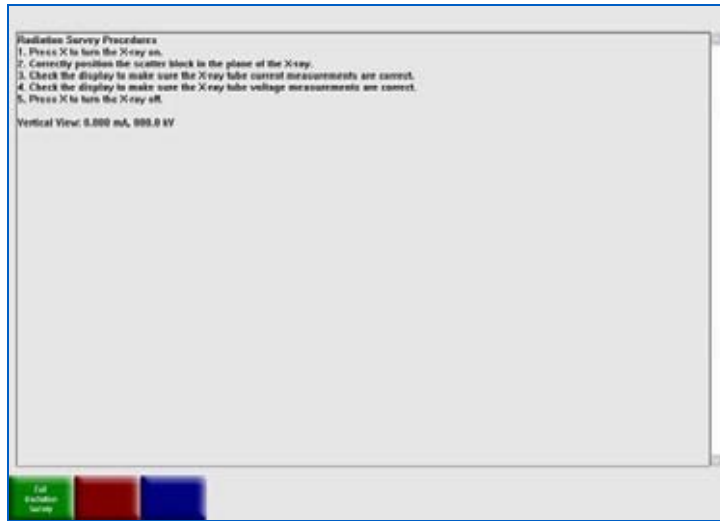 Radiation Survey Procedures
1. Press X to turn the X-ray on.
2. Correctly position the scatter block in the plane of the X-ray.
3. Check the display to make sure the X-ray tube current measurements are correct.
4. Check the display to make sure the X-ray tube voltage measurements are correct.
5. Press X to turn the X-ray off.
Vertical View: 0.000 mA, 000.0 kV
Exit
Radiation
Survey